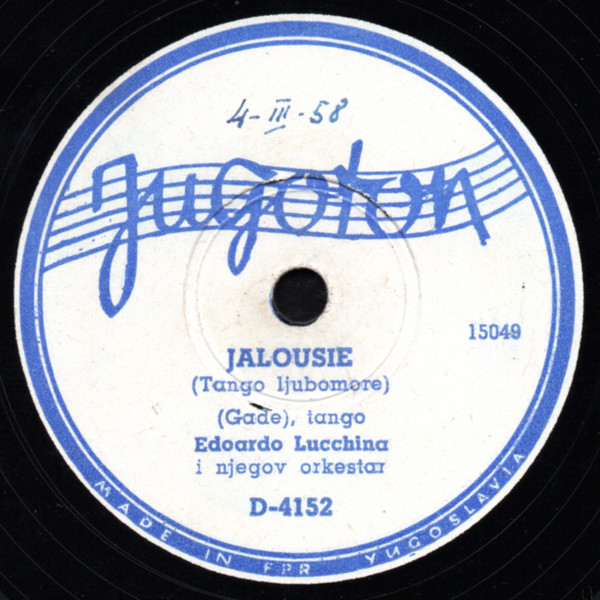 4-III-58
Jugoton
15049
JALOUSIE
(Tango ljubomore)
(Gade), tango
Edoardo Lucchina
i njegov orkestar
D-4152
MADE IN FPR YUGOSLAVIA